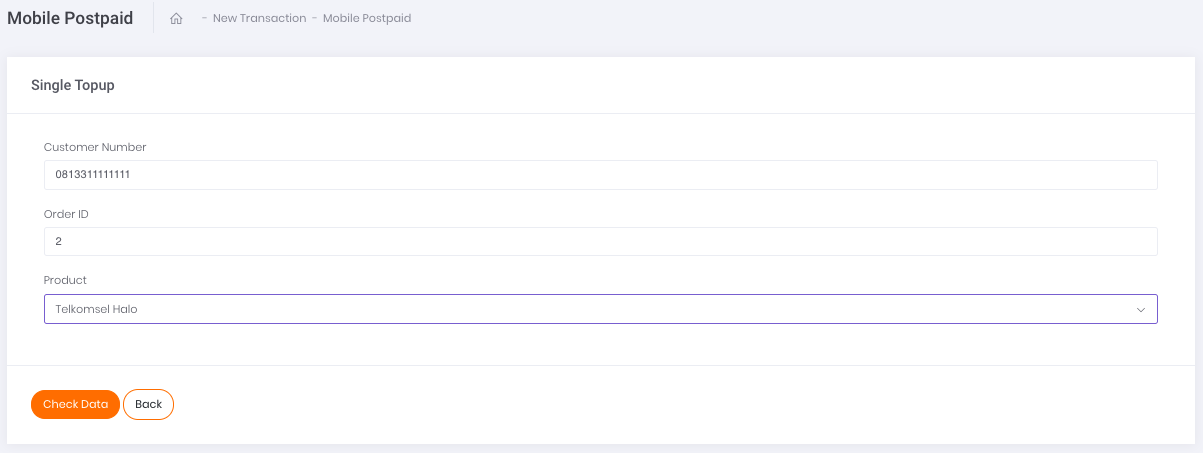 Mobile Postpaid - New Transaction - Mobile Postpaid
Single Topup
Customer Number
0813311111111
Order ID
2
Product
Telkomsel Halo
Check Data Back